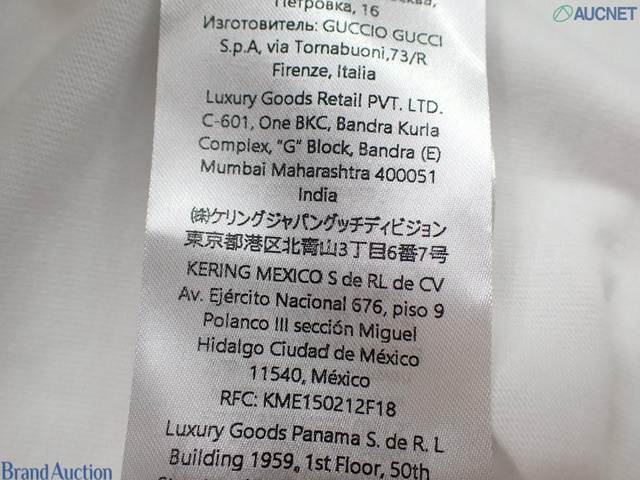 Петровка, 16
Изготовитель: GUCCIO GUCCI
S.p.A, via Tornabuoni,73/R
Firenze, Italia
Luxury Goods Retail PVT. LTD.
C-601, One BKC, Bandra Kurla
Complex, "G" Block, Bandra (E)
Mumbai Maharashtra 400051
India
㈱ケリングジャパングッチディビジョン
東京都港区北青山3丁目6番7号
KERING MEXICO S de RL de CV
Av. Ejército Nacional 676, piso 9
Polanco III sección Miguel
Hidalgo Ciudad de México
11540, México
RFC: KME150212F18
Luxury Goods Panama S. de R. L
Building 1959, 1st Floor, 50th
AUCNET
Brand Auction